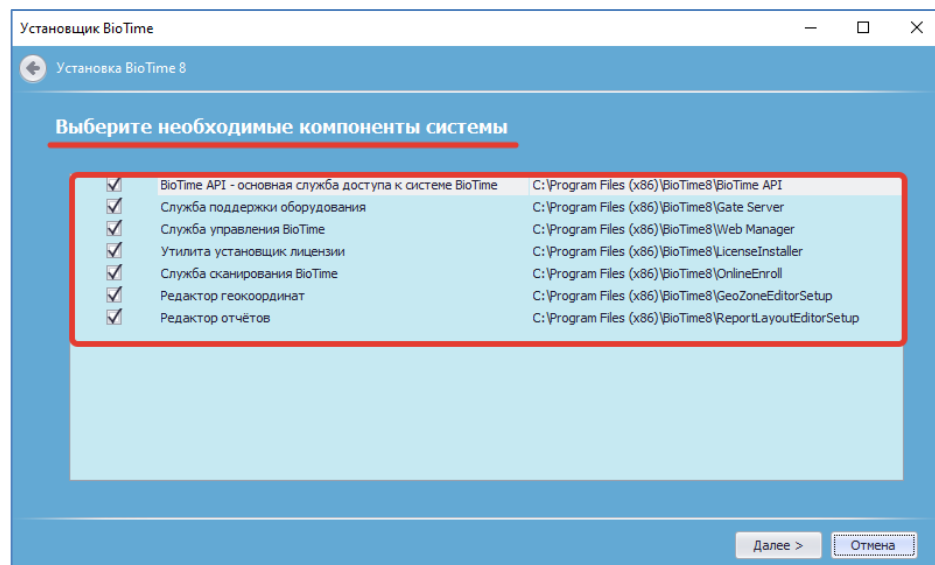 Установщик BioTime
Установка BioTime 8
Выберите необходимые компоненты системы
BioTime API - основная служба доступа к системе BioTime C:\Program Files (x86)\BioTime8\BioTime API
Служба поддержки оборудования C:\Program Files (x86)\BioTime8\Gate Server
Служба управления BioTime C:\Program Files (x86)\BioTime8\Web Manager
Утилита установщик лицензии C:\Program Files (x86)\BioTime8\LicenseInstaller
Служба сканирования BioTime C:\Program Files (x86)\BioTime8\OnlineEnroll
Редактор геокоординат C:\Program Files (x86)\BioTime8\GeoZoneEditorSetup
Редактор отчётов C:\Program Files (x86)\BioTime8\ReportLayoutEditorSetup
Далее > Отмена